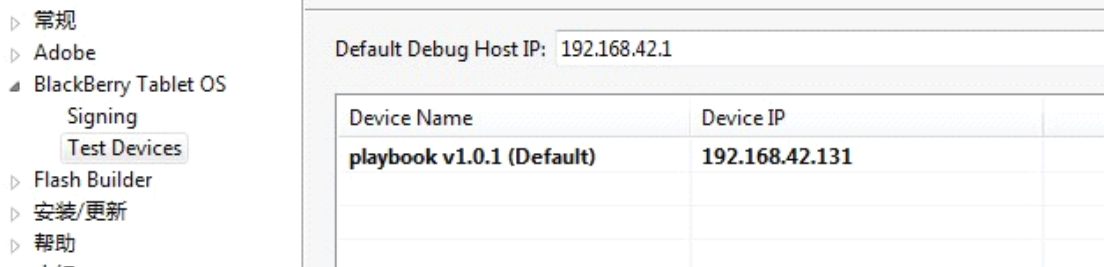 常规
Adobe
BlackBerry Tablet OS
Signing
Test Devices
Flash Builder
安装/更新
帮助
Default Debug Host IP: 192.168.42.1
Device Name Device IP
playbook v1.0.1 (Default) 192.168.42.131